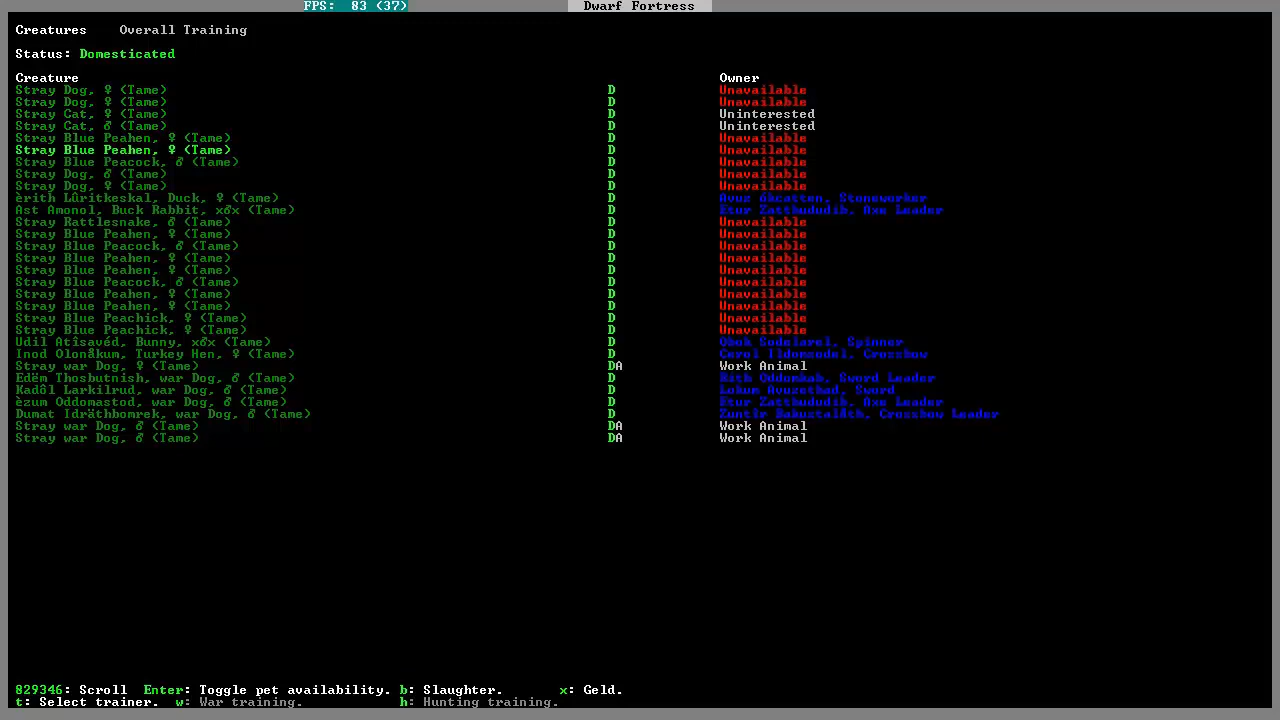 FPS: 83 (37) Dwarf Fortress
Creatures Overall Training
Status: Domesticated
Creature Owner
Stray Dog, ♀ (Tame) D Unavailable
Stray Dog, ♀ (Tame) D Unavailable
Stray Cat, ♀ (Tame) D Uninterested
Stray Cat, ♂ (Tame) D Uninterested
Stray Blue Peahen, ♀ (Tame) D Unavailable
Stray Blue Peahen, ♀ (Tame) D Unavailable
Stray Blue Peacock, ♂ (Tame) D Unavailable
Stray Dog, ♂ (Tame) D Unavailable
Stray Dog, ♀ (Tame) D Unavailable
èrith Lûritkeskal, Duck, ♀ (Tame) D Stoneworker
Ast Amonol, Buck Rabbit, x♂x (Tame) D Etur Zatthududib, Axe Leader
Stray Rattlesnake, ♂ (Tame) D Unavailable
Stray Blue Peahen, ♀ (Tame) D Unavailable
Stray Blue Peacock, ♂ (Tame) D Unavailable
Stray Blue Peahen, ♀ (Tame) D Unavailable
Stray Blue Peahen, ♀ (Tame) D Unavailable
Stray Blue Peacock, ♂ (Tame) D Unavailable
Stray Blue Peahen, ♀ (Tame) D Unavailable
Stray Blue Peahen, ♀ (Tame) D Unavailable
Stray Blue Peachick, ♀ (Tame) D Unavailable
Stray Blue Peachick, ♀ (Tame) D Unavailable
Udil Atîsavéd, Bunny, x♂x (Tame) D Obok Sodelarel, Spinner
Inod Olonåkum, Turkey Hen, ♀ (Tame) D Cerol Crossbow
Stray war Dog, ♀ (Tame) DA Work Animal
Edëm Thosbutnish, war Dog, ♂ (Tame) D Sword Leader
Kadôl Larkilrud, war Dog, ♂ (Tame) D Sword
èzum Oddomastod, war Dog, ♂ (Tame) D Etur Zatthududib, Axe Leader
Dumat Idräthbomrek, war Dog, ♂ (Tame) D Crossbow Leader
Stray war Dog, ♂ (Tame) DA Work Animal
Stray war Dog, ♂ (Tame) DA Work Animal
829346: Scroll Enter: Toggle pet availability. b: Slaughter. x: Geld.
t: Select trainer. w: War training. h: Hunting training.